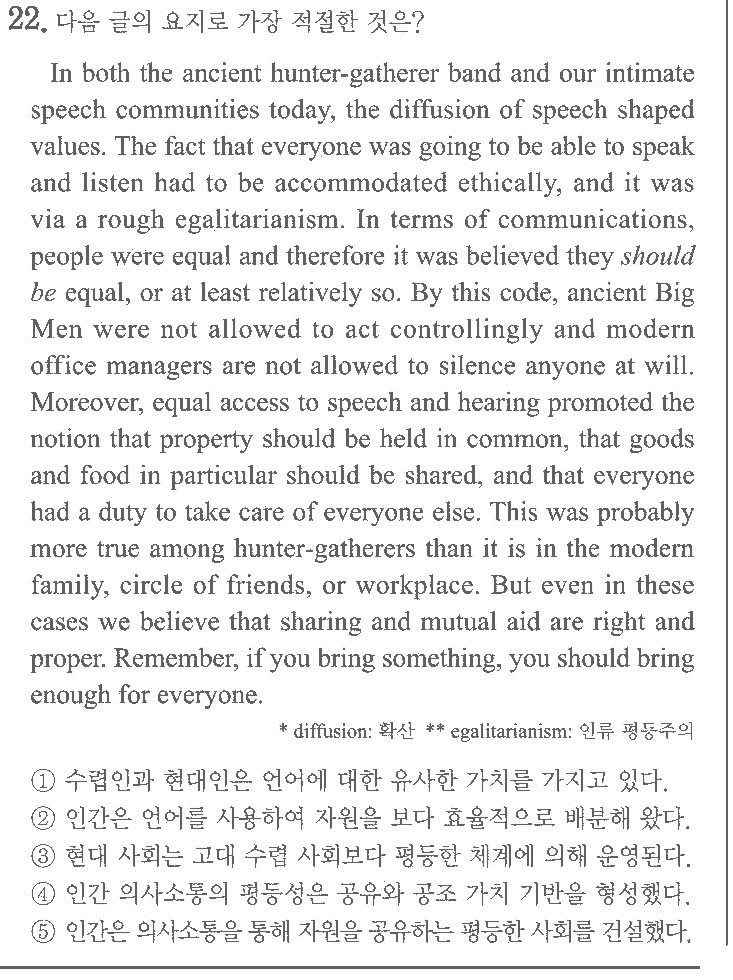 22. 다음 글의 요지로 가장 적절한 것은?
In both the ancient hunter-gatherer band and our intimate
speech communities today, the diffusion of speech shaped
values. The fact that everyone was going to be able to speak
and listen had to be accommodated ethically, and it was
via a rough egalitarianism. In terms of communications,
people were equal and therefore it was believed they should
be equal, or at least relatively so. By this code, ancient Big
Men were not allowed to act controllingly and modern
office managers are not allowed to silence anyone at will.
Moreover, equal access to speech and hearing promoted the
notion that property should be held in common, that goods
and food in particular should be shared, and that everyone
had a duty to take care of everyone else. This was probably
more true among hunter-gatherers than it is in the modern
family, circle of friends, or workplace. But even in these
cases we believe that sharing and mutual aid are right and
proper. Remember, if you bring something, you should bring
enough for everyone.
* diffusion: 확산 ** egalitarianism: 인류 평등주의
① 수렵인과 현대인은 언어에 대한 유사한 가치를 가지고 있다.
② 인간은 언어를 사용하여 자원을 보다 효율적으로 배분해 왔다.
③ 현대 사회는 고대 수렵 사회보다 평등한 체계에 의해 운영된다.
④ 인간 의사소통의 평등성은 공유와 공조 가치 기반을 형성했다.
⑤ 인간은 의사소통을 통해 자원을 공유하는 평등한 사회를 건설했다.